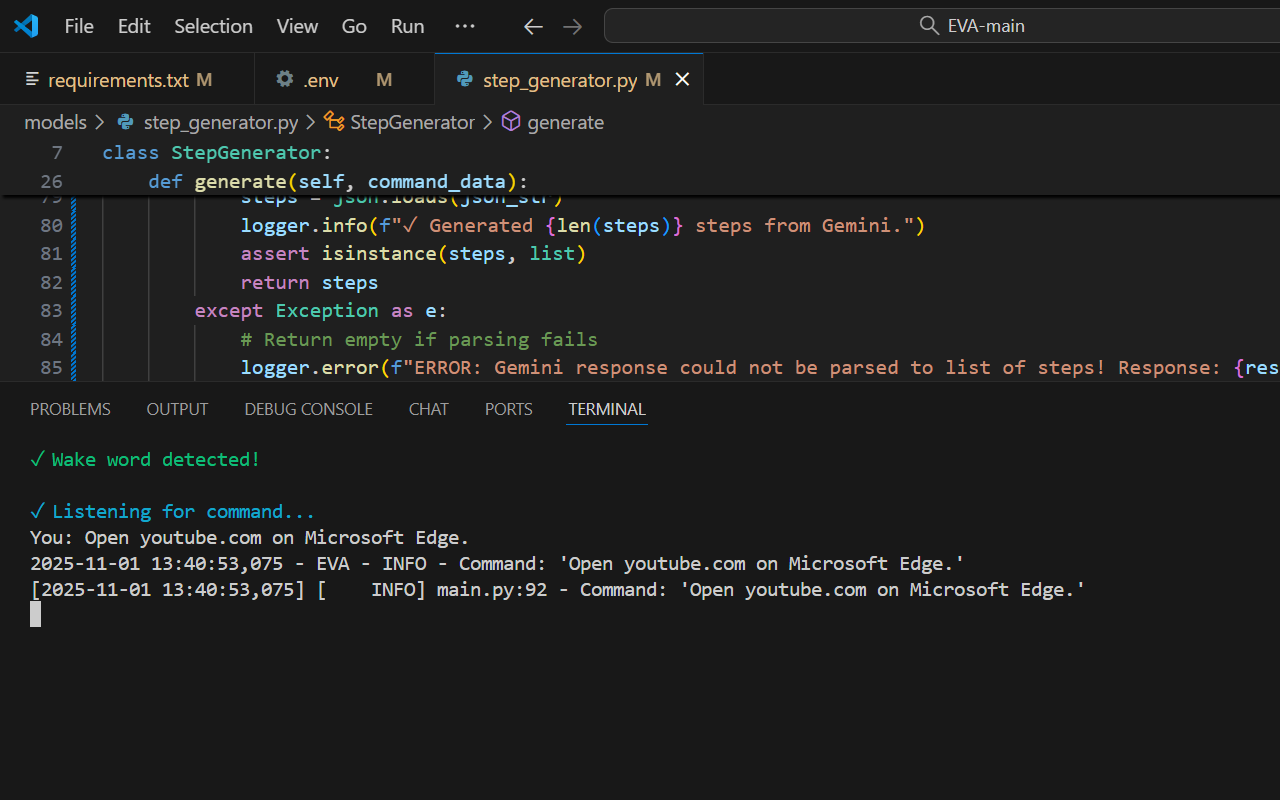 File Edit Selection View Go Run ··· EVA-main
requirements.txt M .env M step_generator.py M
models > step_generator.py > StepGenerator > generate
7 class StepGenerator:
26 def generate(self, command_data):
79 steps = json.loads(json_str)
80 logger.info(f"✓ Generated {len(steps)} steps from Gemini.")
81 assert isinstance(steps, list)
82 return steps
83 except Exception as e:
84 # Return empty if parsing fails
85 logger.error(f"ERROR: Gemini response could not be parsed to list of steps! Response: {res
PROBLEMS OUTPUT DEBUG CONSOLE CHAT PORTS TERMINAL
✓ Wake word detected!
✓ Listening for command...
You: Open youtube.com on Microsoft Edge.
2025-11-01 13:40:53,075 - EVA - INFO - Command: 'Open youtube.com on Microsoft Edge.'
[2025-11-01 13:40:53,075] [    INFO] main.py:92 - Command: 'Open youtube.com on Microsoft Edge.'